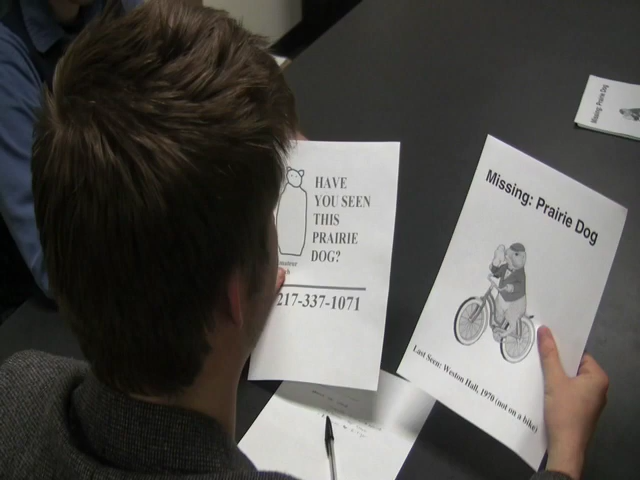 HAVE
YOU SEEN
THIS
PRAIRIE
DOG?
217-337-1071
Missing: Prairie Dog
Last Seen: Weston Hall, 1970 (not on a bike)
Missing: Prairie Dog